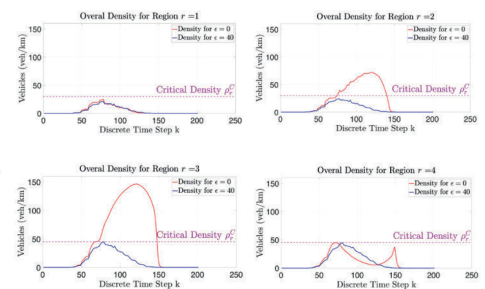 Overal Density for Region r =1
150
100
50
0
Vehicles (veh/km)
Density for ϵ = 0
Density for ϵ = 40
Critical Density ρ_r^C
0 50 100 150 200 250
Discrete Time Step k
Overal Density for Region r =2
150
100
50
0
Vehicles (veh/km)
Density for ϵ = 0
Density for ϵ = 40
Critical Density ρ_r^C
0 50 100 150 200 250
Discrete Time Step k
Overal Density for Region r =3
150
100
50
0
Vehicles (veh/km)
Density for ϵ = 0
Density for ϵ = 40
Critical Density ρ_r^C
0 50 100 150 200 250
Discrete Time Step k
Overal Density for Region r =4
150
100
50
0
Vehicles (veh/km)
Density for ϵ = 0
Density for ϵ = 40
Critical Density ρ_r^C
0 50 100 150 200 250
Discrete Time Step k